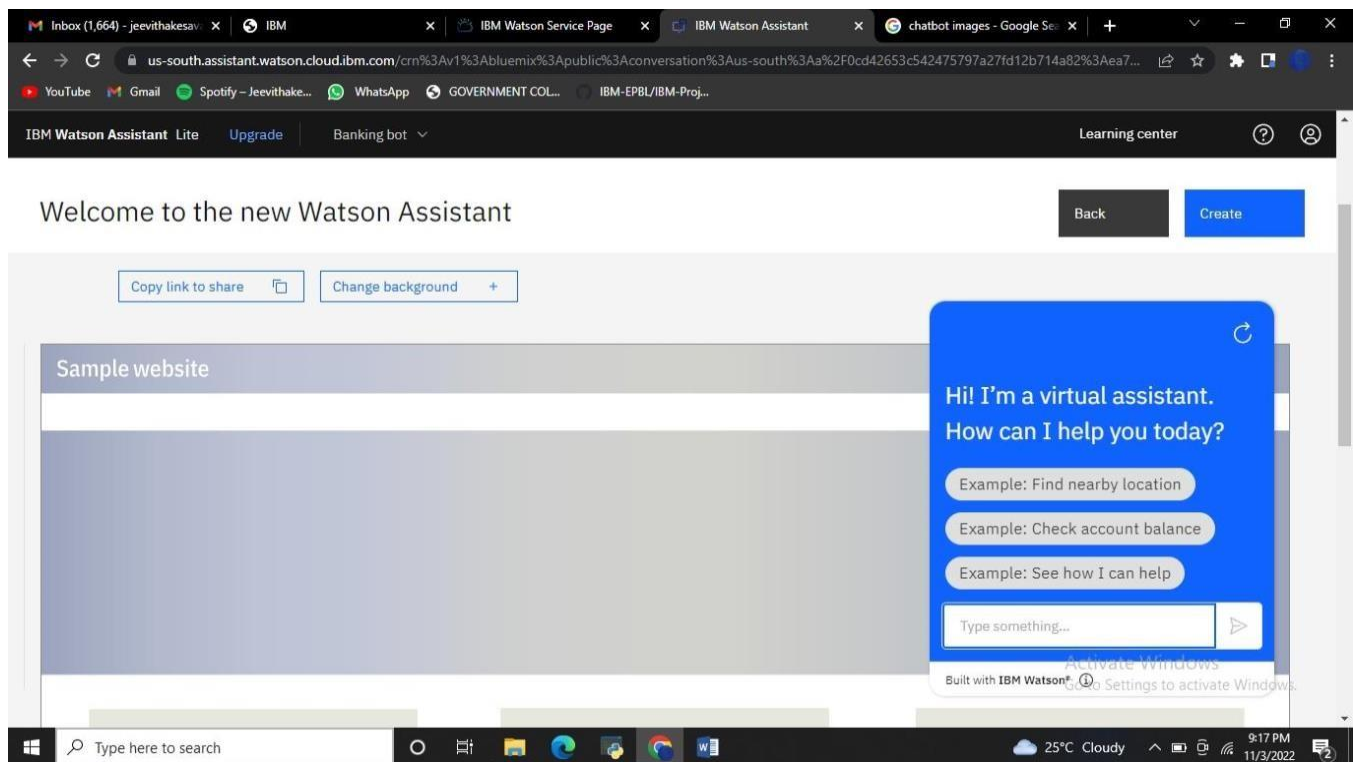 Inbox (1,664) - jeevithakesav
IBM
IBM Watson Service Page
IBM Watson Assistant
chatbot images - Google Sea
us-south.assistant.watson.cloud.ibm.com/crn%3Av1%3Abluemix%3Apublic%3Aconversation%3Aus-south%3Aa%2F0cd42653c542475797a27fd12b714a82%3Aea7...
YouTube Gmail Spotify – Jeevithake... WhatsApp GOVERNMENT COL... IBM-EPBL/IBM-Proj...
IBM Watson Assistant Lite Upgrade Banking bot Learning center
Welcome to the new Watson Assistant
Back Create
Copy link to share Change background +
Sample website
Hi! I'm a virtual assistant.
How can I help you today?
Example: Find nearby location
Example: Check account balance
Example: See how I can help
Type something...
Activate Windows
Built with IBM Watson®
Go to Settings to activate Windows.
Type here to search
25°C Cloudy
9:17 PM
11/3/2022
2